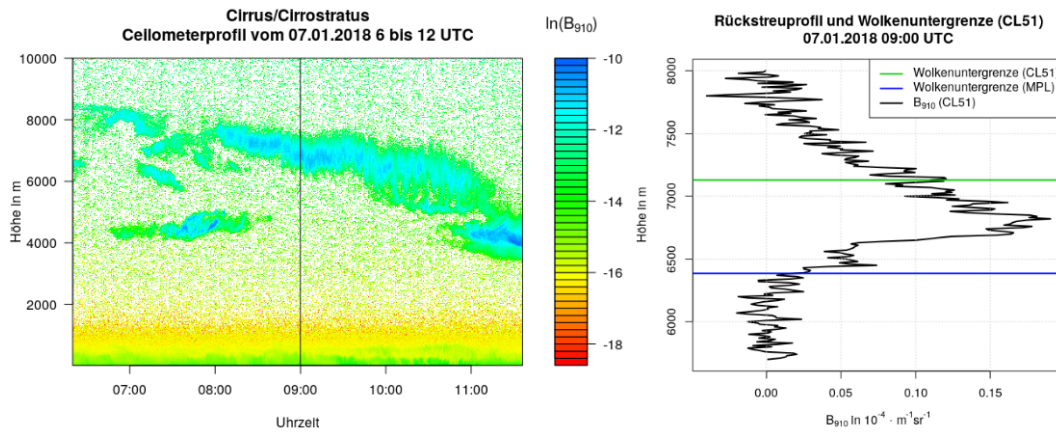 Cirrus/Cirrostratus
Ceilometerprofil vom 07.01.2018 6 bis 12 UTC
Höhe in m
10000
8000
6000
4000
2000
07:00 08:00 09:00 10:00 11:00
Uhrzeit
ln(B910)
-10
-12
-14
-16
-18
Rückstreuprofil und Wolkenuntergrenze (CL51)
07.01.2018 09:00 UTC
Wolkenuntergrenze (CL51)
Wolkenuntergrenze (MPL)
B910 (CL51)
Höhe in m
8000
7500
7000
6500
6000
0.00 0.05 0.10 0.15
B910 in 10⁻⁴ · m⁻¹sr⁻¹